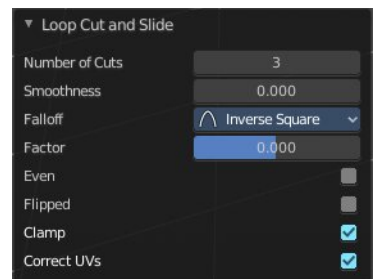 Loop Cut and Slide
Number of Cuts 3
Smoothness 0.000
Falloff Inverse Square
Factor 0.000
Even
Flipped
Clamp
Correct UVs